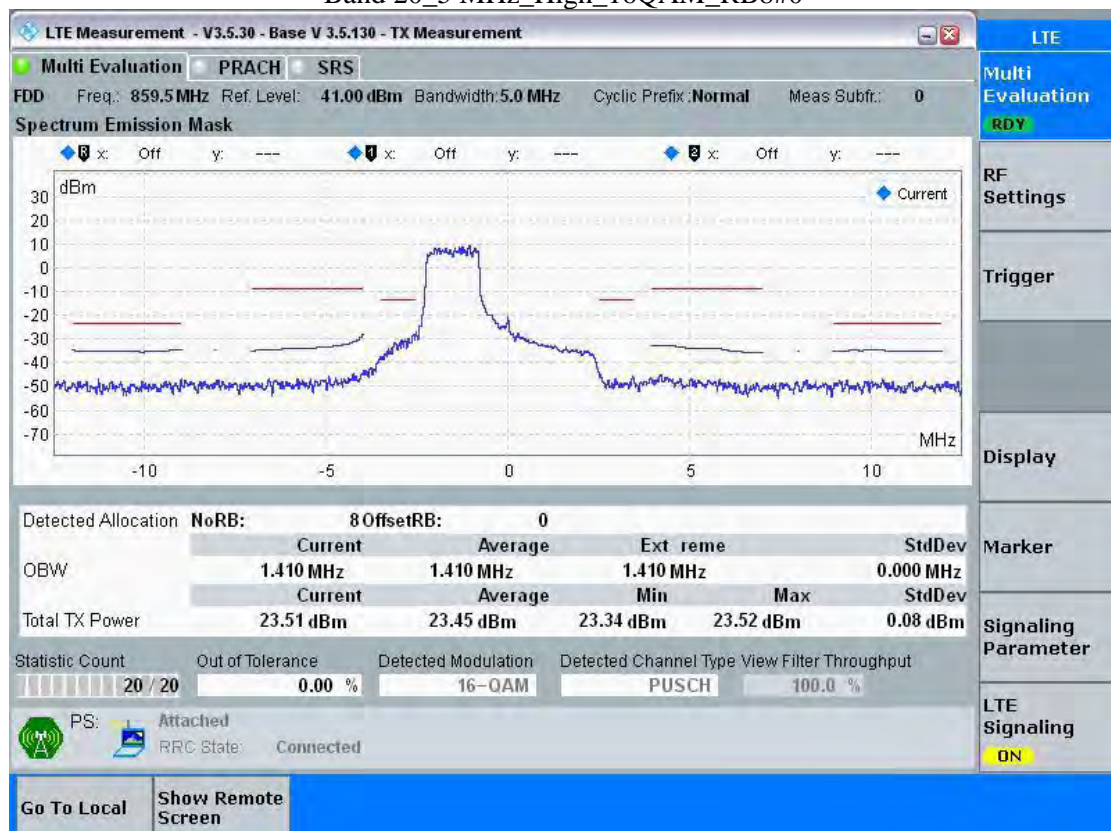 Band 20_5 MHz_High_16QAM_RB8#0
LTE Measurement - V3.5.30 - Base V 3.5.130 - TX Measurement
LTE
Multi Evaluation PRACH SRS
Multi Evaluation
RDY
FDD Freq.: 859.5 MHz Ref. Level: 41.00 dBm Bandwidth: 5.0 MHz Cyclic Prefix : Normal Meas Subfr.: 0
Spectrum Emission Mask
R x: Off y: --- 1 x: Off y: --- 2 x: Off y: ---
dBm
Current
30
20
10
0
-10
-20
-30
-40
-50
-60
-70
MHz
-10 -5 0 5 10
RF
Settings
Trigger
Display
Marker
Signaling
Parameter
LTE
Signaling
ON
Detected Allocation NoRB: 8 OffsetRB: 0
Current Average Ext reme StdDev
OBW 1.410 MHz 1.410 MHz 1.410 MHz 0.000 MHz
Current Average Min Max StdDev
Total TX Power 23.51 dBm 23.45 dBm 23.34 dBm 23.52 dBm 0.08 dBm
Statistic Count Out of Tolerance Detected Modulation Detected Channel Type View Filter Throughput
20 / 20 0.00 % 16-QAM PUSCH 100.0 %
PS: Attached
RRC State: Connected
Go To Local
Show Remote
Screen